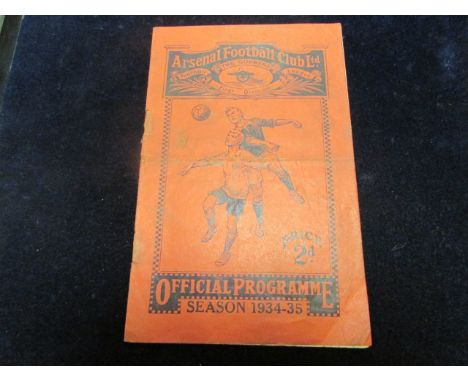 Arsenal Football Club Ltd
PRICE
2d
OFFICIAL PROGRAMME
SEASON 1934-35